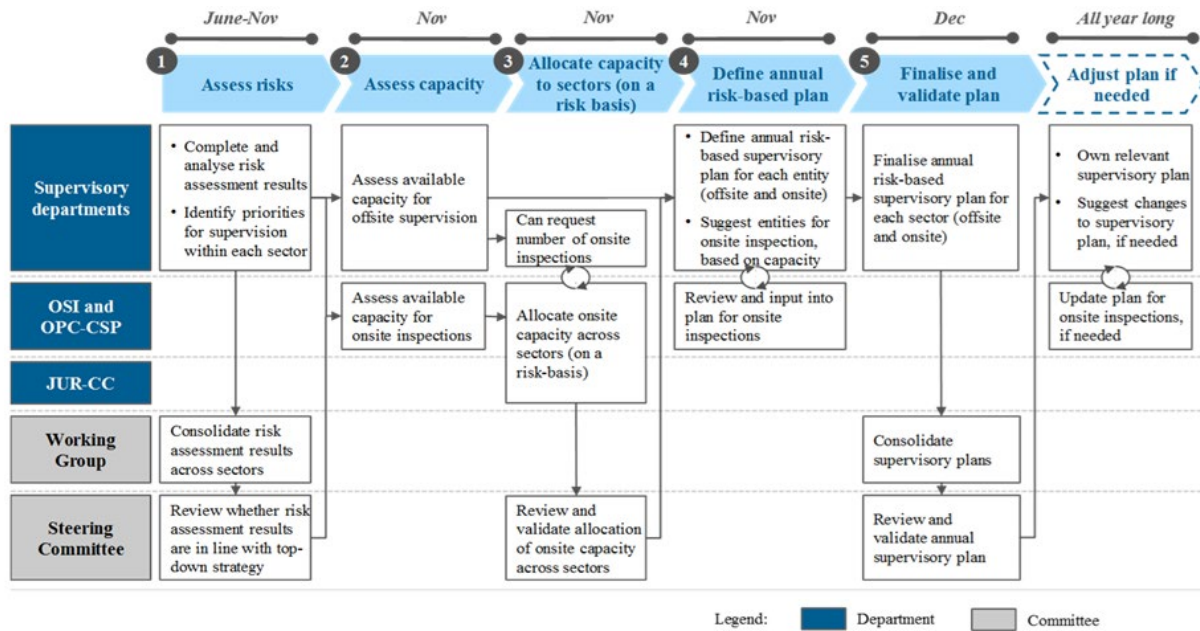 June-Nov
Nov
Nov
Nov
Dec
All year long
1
Assess risks
2
Assess capacity
3
Allocate capacity
to sectors (on a
risk basis)
4
Define annual
risk-based plan
5
Finalise and
validate plan
Adjust plan if
needed
Supervisory
departments
• Complete and
analyse risk
assessment results
• Identify priorities
for supervision
within each sector
Assess available
capacity for
offsite supervision
Can request
number of onsite
inspections
• Define annual risk-
based supervisory
plan for each entity
(offsite and onsite)
• Suggest entities for
onsite inspection,
based on capacity
Finalise annual
risk-based
supervisory plan for
each sector (offsite
and onsite)
• Own relevant
supervisory plan
• Suggest changes
to supervisory
plan, if needed
OSI and
OPC-CSP
Assess available
capacity for
onsite inspections
Allocate onsite
capacity across
sectors (on a
risk-basis)
Review and input into
plan for onsite
inspections
Update plan for
onsite inspections,
if needed
JUR-CC
Working
Group
Consolidate risk
assessment results
across sectors
Consolidate
supervisory plans
Steering
Committee
Review whether risk
assessment results
are in line with top-
down strategy
Review and
validate allocation
of onsite capacity
across sectors
Review and
validate annual
supervisory plan
Legend:
Department
Committee